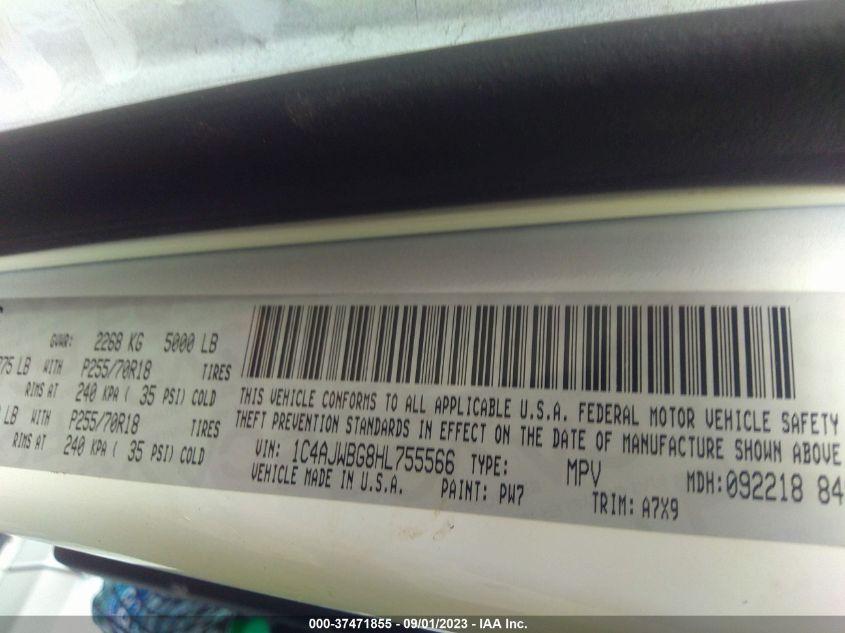 GVWR: 2268 KG 5000 LB
775 LB WITH P255/70R18 TIRES
RIMS AT 240 KPA ( 35 PSI) COLD
LB WITH P255/70R18 TIRES
RIMS AT 240 KPA ( 35 PSI) COLD
THIS VEHICLE CONFORMS TO ALL APPLICABLE U.S.A. FEDERAL MOTOR VEHICLE SAFETY
THEFT PREVENTION STANDARDS IN EFFECT ON THE DATE OF MANUFACTURE SHOWN ABOVE
VIN: 1C4AJWBG8HL755566 TYPE: MPV MDH:092218 84
VEHICLE MADE IN U.S.A. PAINT: PW7 TRIM: A7X9
000-37471855 - 09/01/2023 - IAA Inc.